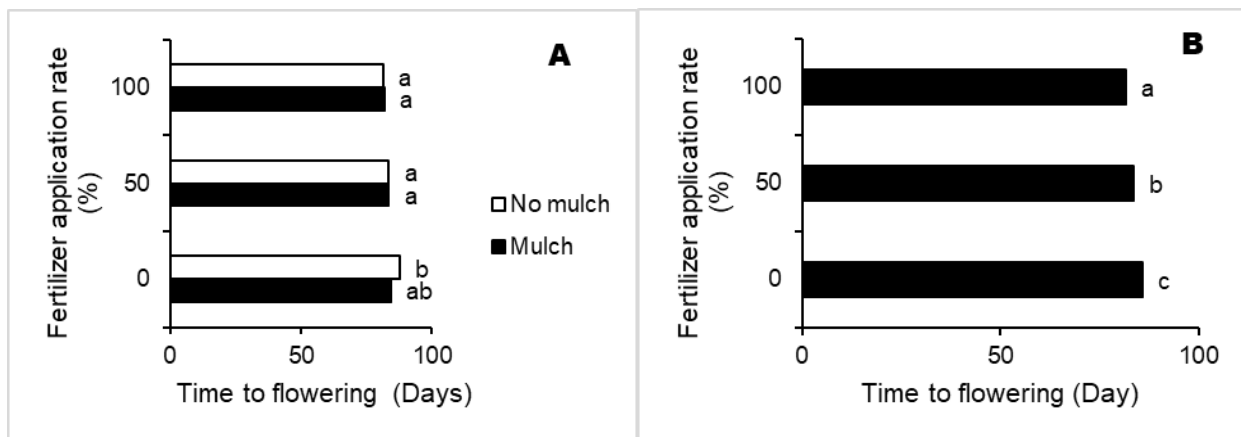 A
Fertilizer application rate
(%)
100
a
a
50
a
a
0
b
ab
No mulch
Mulch
0
50
100
Time to flowering (Days)
B
Fertilizer application rate
(%)
100
a
50
b
0
c
0
50
100
Time to flowering (Day)